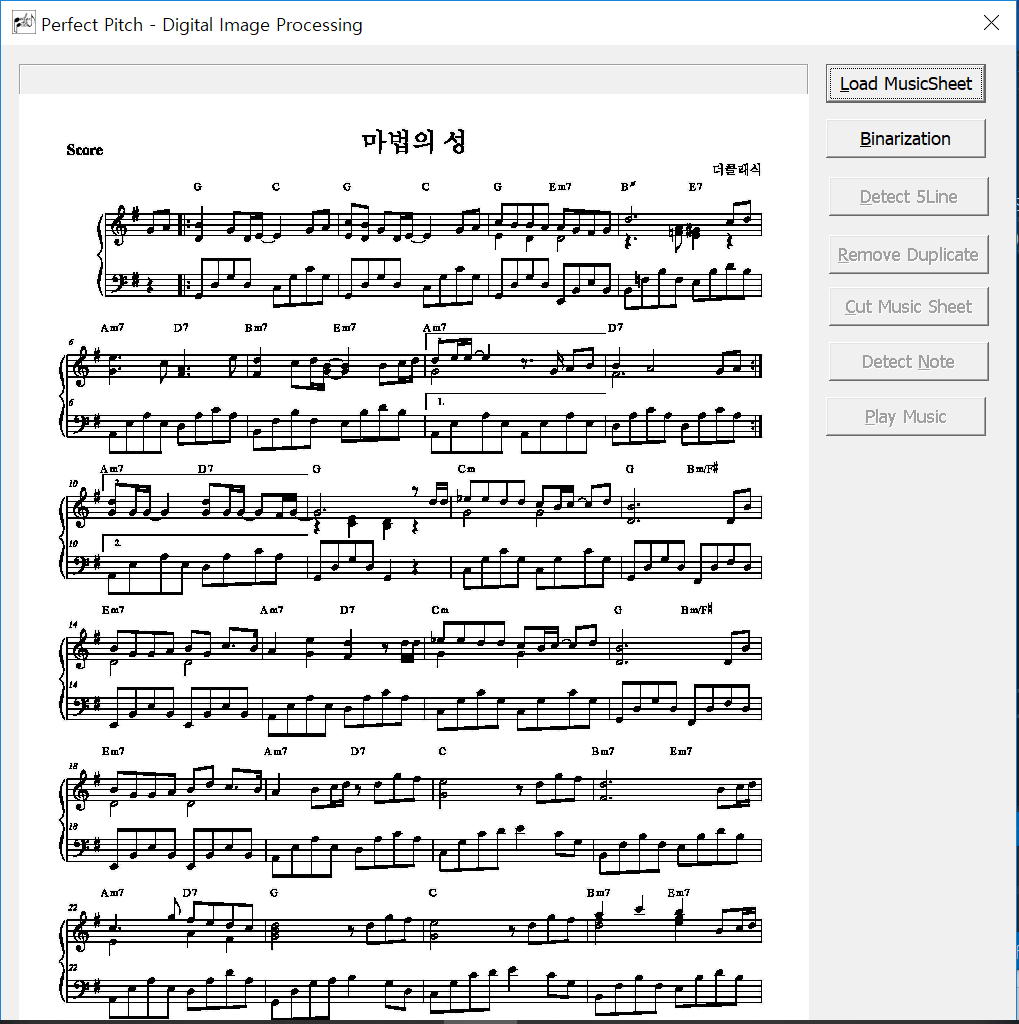 Perfect Pitch - Digital Image Processing
Load MusicSheet
Binarization
Detect 5Line
Remove Duplicate
Cut Music Sheet
Detect Note
Play Music
마법의 성
Score
더클래식
G C G C G Em7 B E7
Am7 D7 Bm7 Em7 Am7 D7
6
6
1.
Am7 D7 G Cm G Bm/F#
10
2.
10
2.
Em7 Am7 D7 Cm G Bm/F#
14
14
Em7 Am7 D7 C Bm7 Em7
18
18
Am7 D7 G C Bm7 Em7
22
22